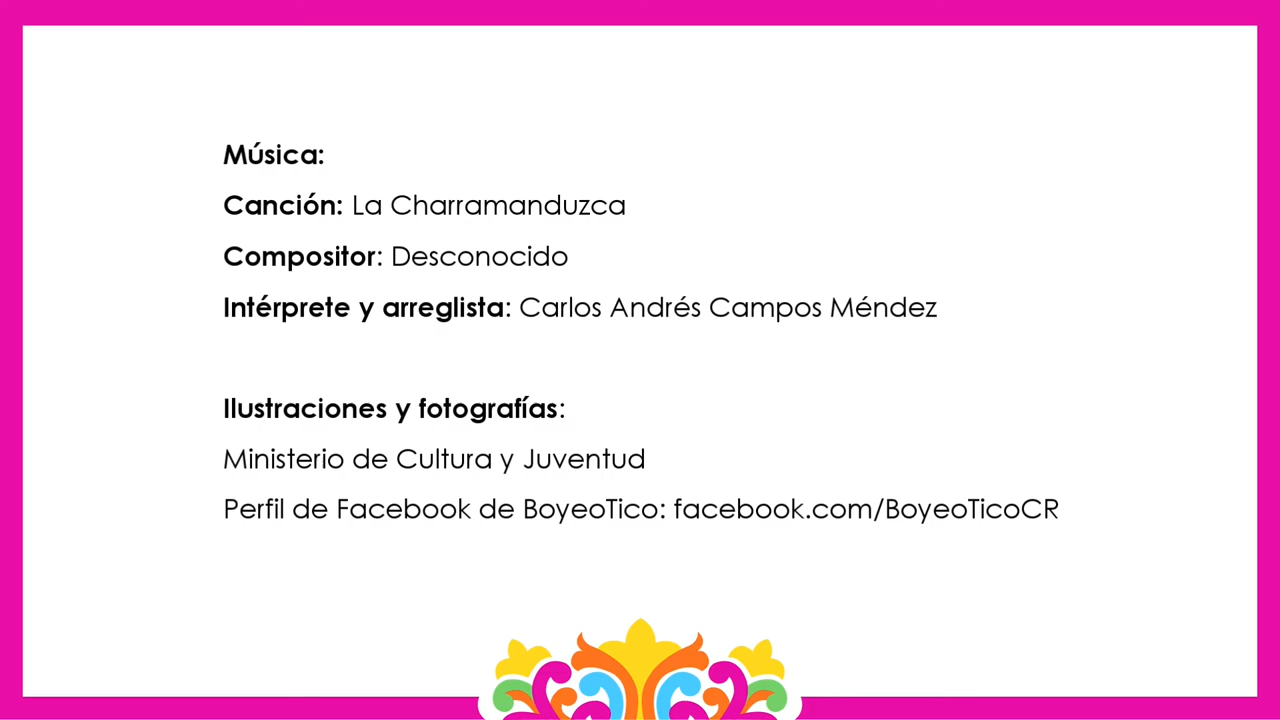 Música:
Canción: La Charramanduzca
Compositor: Desconocido
Intérprete y arreglista: Carlos Andrés Campos Méndez
Ilustraciones y fotografías:
Ministerio de Cultura y Juventud
Perfil de Facebook de BoyeoTico: facebook.com/BoyeoTicoCR